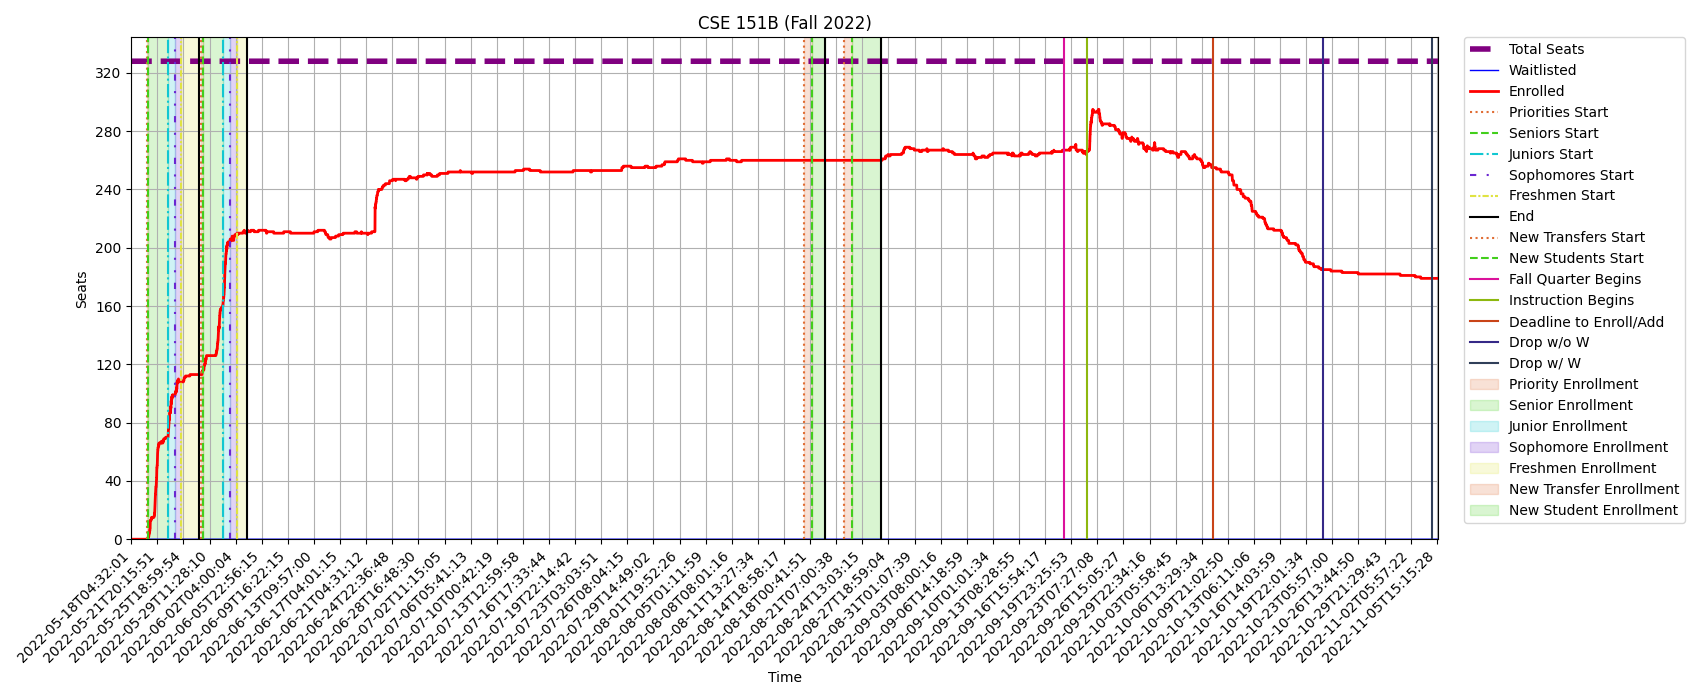 CSE 151B (Fall 2022)
Seats
320
280
240
200
160
120
80
40
0
2022-05-18T04:32:01
2022-05-21T20:15:51
2022-05-25T18:59:54
2022-05-29T11:28:10
2022-06-02T04:00:04
2022-06-05T22:56:15
2022-06-09T16:22:15
2022-06-13T09:57:00
2022-06-17T04:01:15
2022-06-21T04:31:12
2022-06-24T22:36:48
2022-06-28T16:48:30
2022-07-02T11:15:05
2022-07-06T05:41:13
2022-07-10T00:42:19
2022-07-13T12:59:58
2022-07-16T17:33:44
2022-07-19T22:14:42
2022-07-23T03:03:51
2022-07-26T08:04:15
2022-07-29T14:49:02
2022-08-01T19:52:26
2022-08-05T01:11:59
2022-08-08T08:01:16
2022-08-11T13:27:34
2022-08-14T18:58:17
2022-08-18T00:41:51
2022-08-21T07:00:38
2022-08-24T13:03:15
2022-08-27T18:59:04
2022-08-31T01:07:39
2022-09-03T08:00:16
2022-09-06T14:18:59
2022-09-10T01:01:34
2022-09-13T08:28:55
2022-09-16T15:54:17
2022-09-19T23:25:53
2022-09-23T07:27:08
2022-09-26T15:05:27
2022-09-29T22:34:16
2022-10-03T05:58:45
2022-10-06T13:29:34
2022-10-09T21:02:50
2022-10-13T06:11:06
2022-10-16T14:03:59
2022-10-19T22:01:34
2022-10-23T05:57:00
2022-10-26T13:44:50
2022-10-29T21:29:43
2022-11-02T05:57:22
2022-11-05T15:15:28
Time
Total Seats
Waitlisted
Enrolled
Priorities Start
Seniors Start
Juniors Start
Sophomores Start
Freshmen Start
End
New Transfers Start
New Students Start
Fall Quarter Begins
Instruction Begins
Deadline to Enroll/Add
Drop w/o W
Drop w/ W
Priority Enrollment
Senior Enrollment
Junior Enrollment
Sophomore Enrollment
Freshmen Enrollment
New Transfer Enrollment
New Student Enrollment